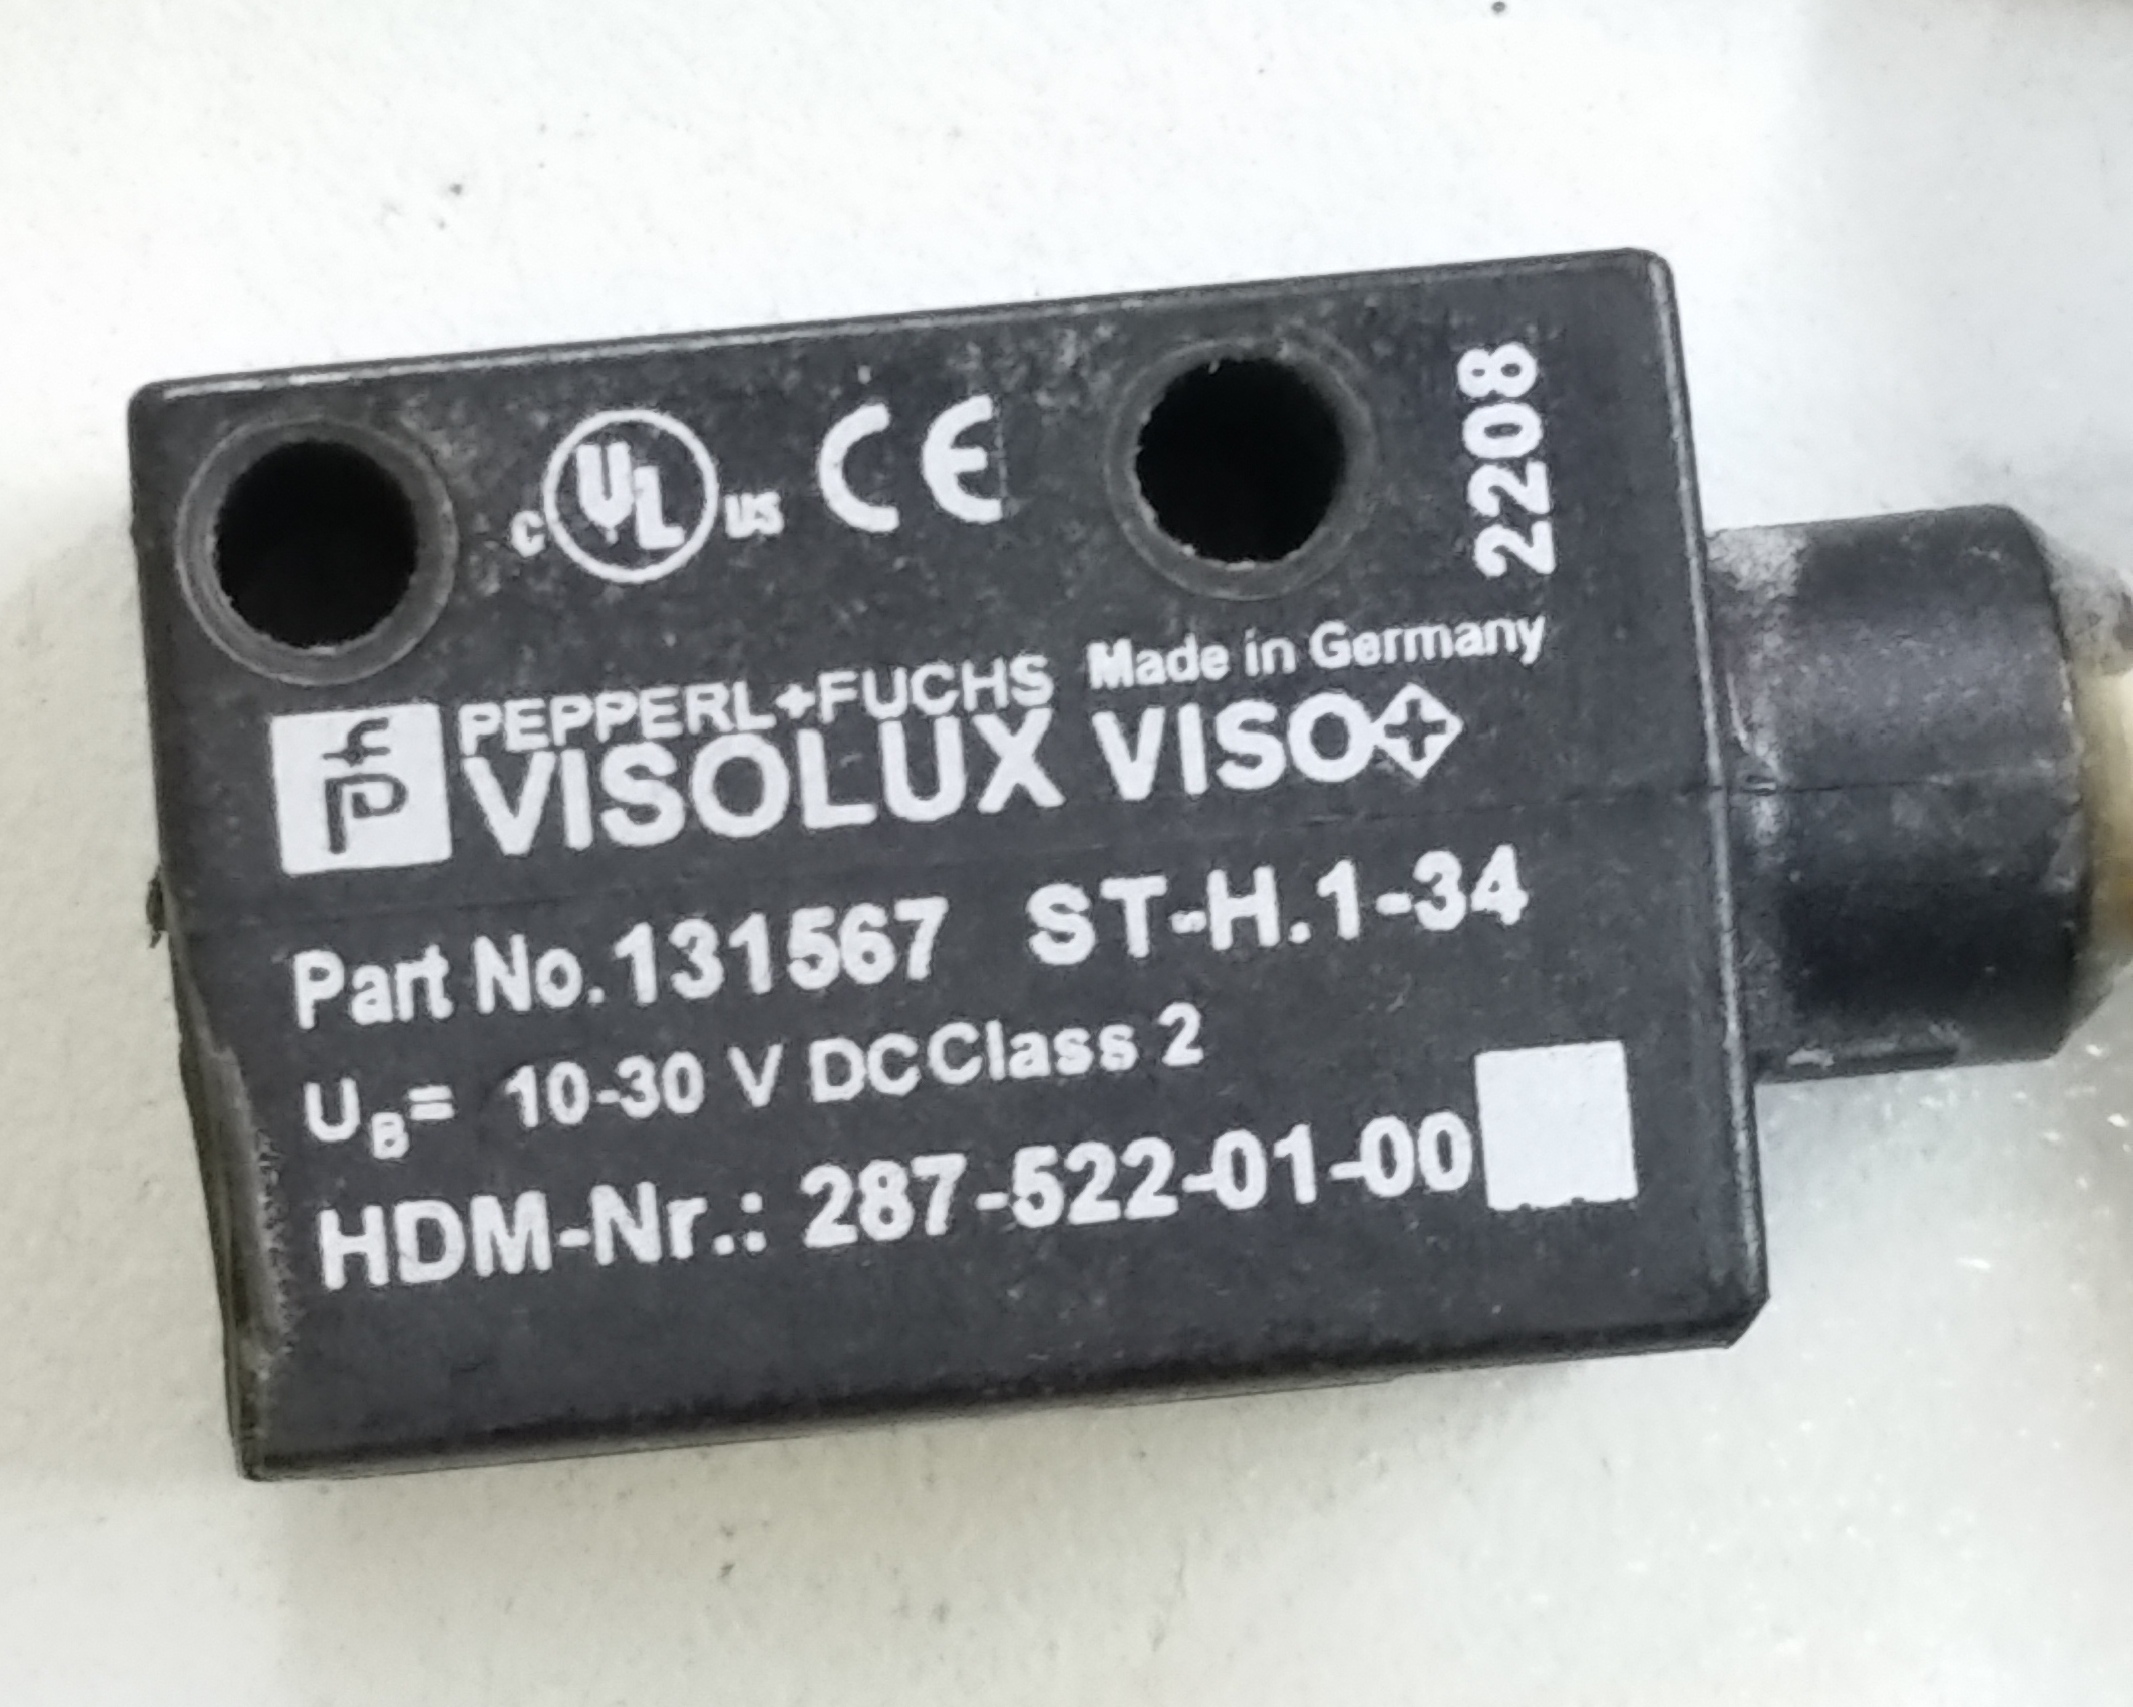 c UL us CE
2208
PEPPERL+FUCHS Made in Germany
VISOLUX VISO
Part No.131567 ST-H.1-34
UB= 10-30 V DC Class 2
HDM-Nr.: 287-522-01-00